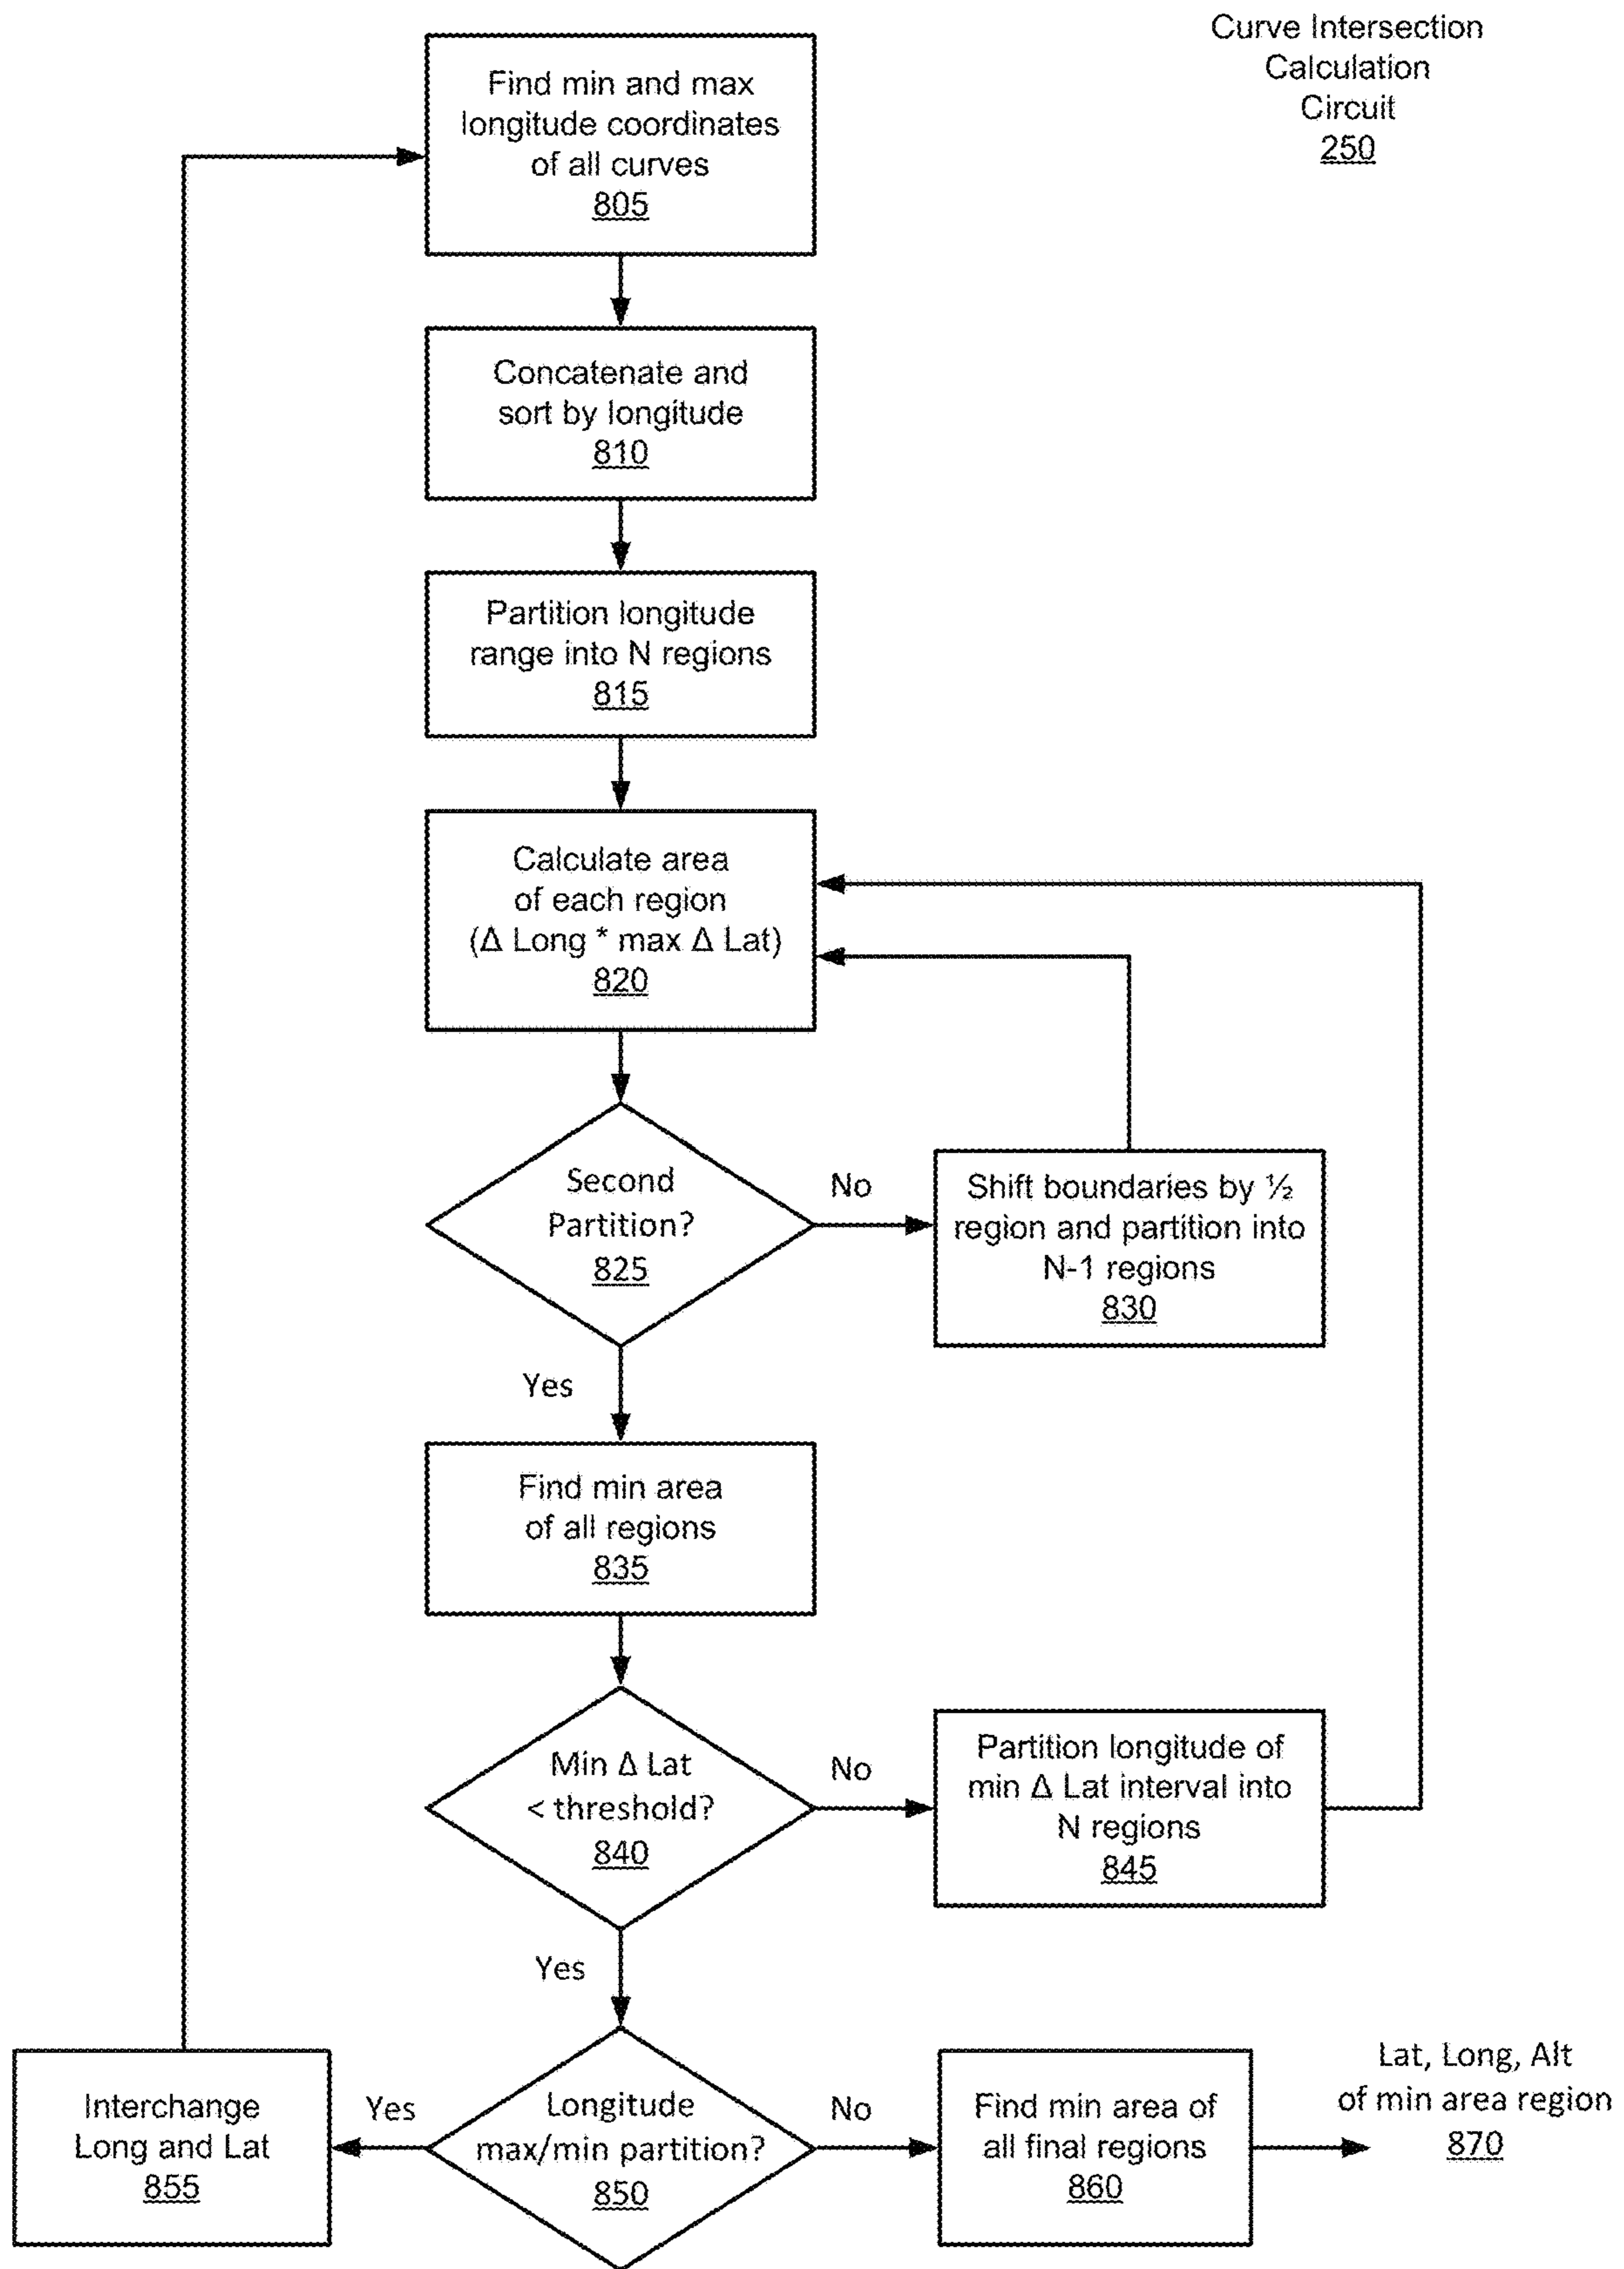 Curve Intersection
Calculation
Circuit
250
Find min and max
longitude coordinates
of all curves
805
Concatenate and
sort by longitude
810
Partition longitude
range into N regions
815
Calculate area
of each region
(Δ Long * max Δ Lat)
820
Second
Partition?
825
No
Shift boundaries by ½
region and partition into
N-1 regions
830
Yes
Find min area
of all regions
835
Min Δ Lat
< threshold?
840
No
Partition longitude of
min Δ Lat interval into
N regions
845
Yes
Longitude
max/min partition?
850
Yes
Interchange
Long and Lat
855
No
Find min area of
all final regions
860
Lat, Long, Alt
of min area region
870